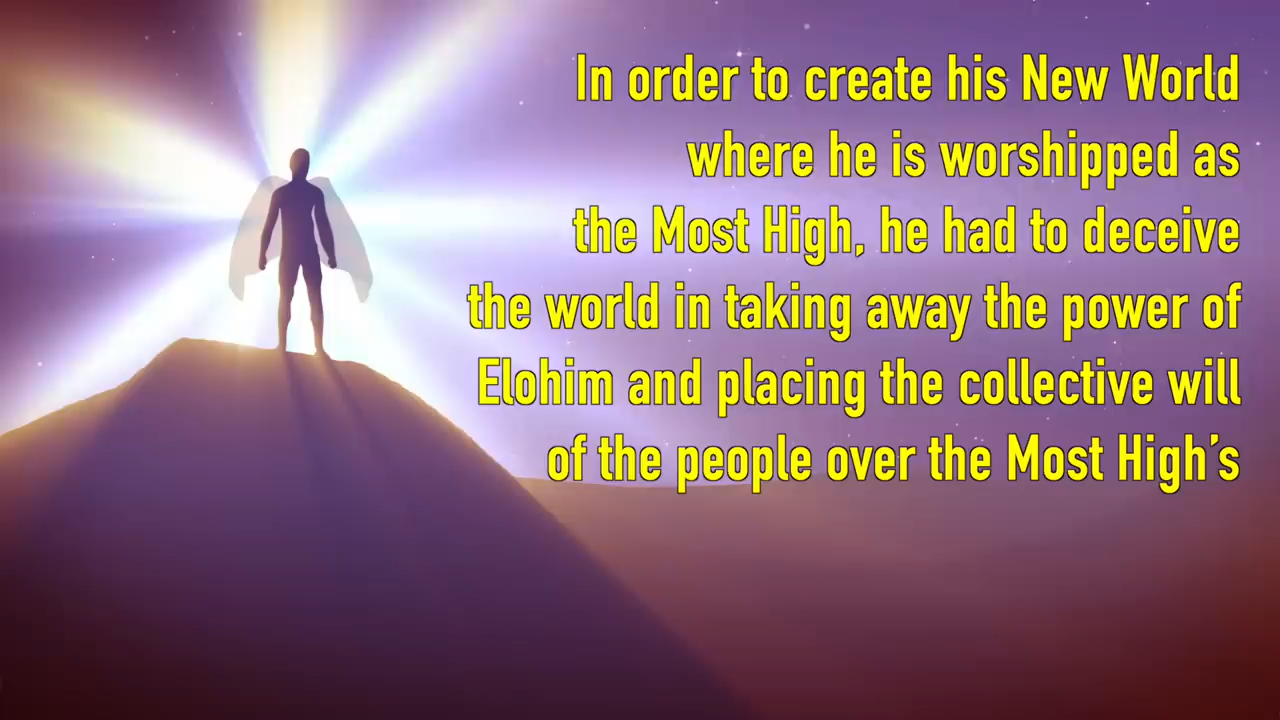 In order to create his New World
where he is worshipped as
the Most High, he had to deceive
the world in taking away the power of
Elohim and placing the collective will
of the people over the Most High’s